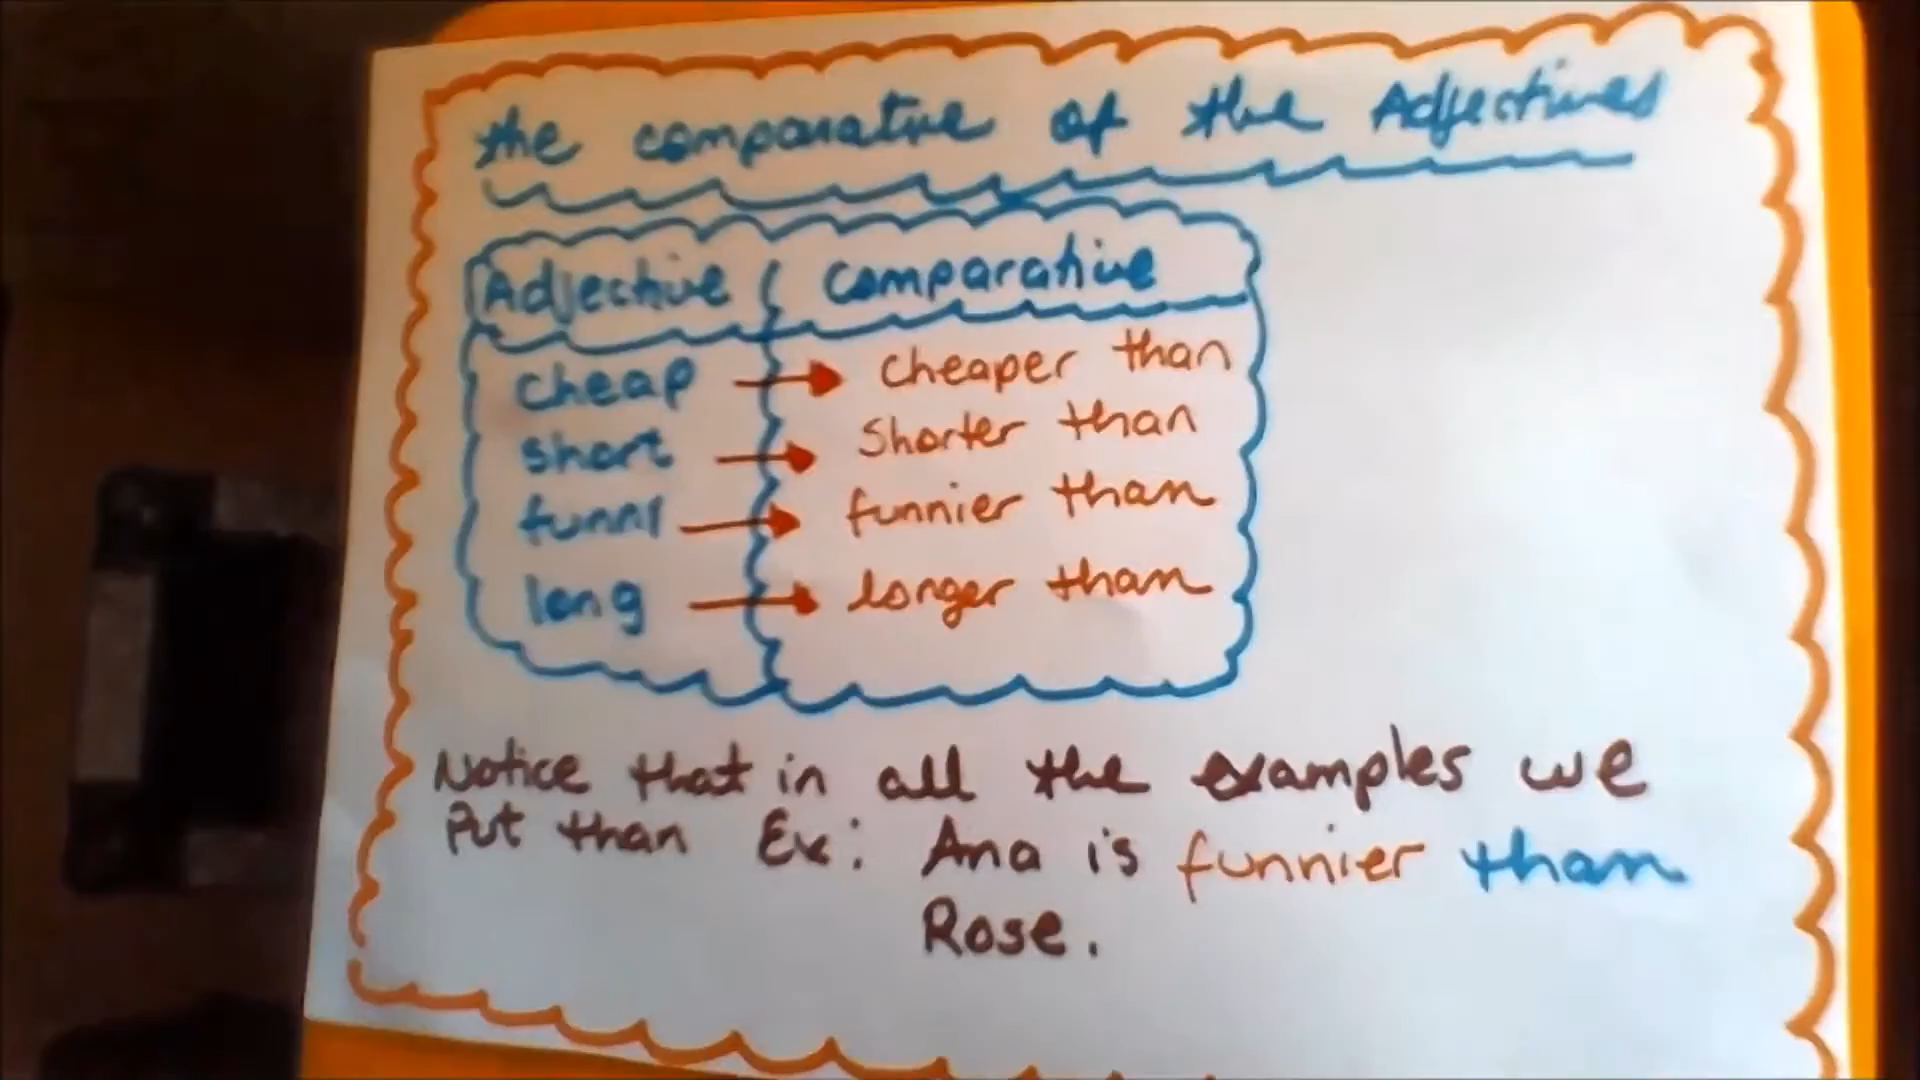 the comparative of the Adjectives
Adjective comparative
cheap cheaper than
short shorter than
funny funnier than
long longer than
Notice that in all the examples we
Put than Ex: Ana is funnier than
Rose.